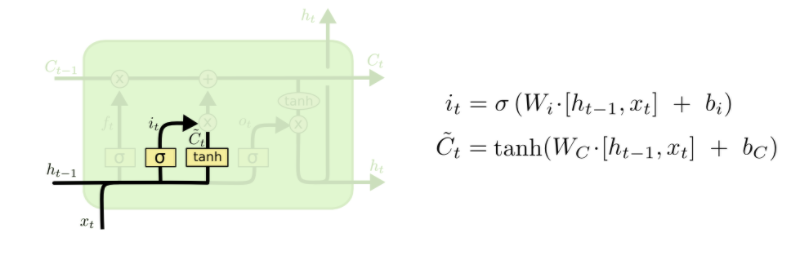 h_t
C_{t-1}
C_t
tanh
f_t
i_t
C̃_t
o_t
σ
σ
tanh
σ
h_{t-1}
h_t
x_t
i_t = σ (W_i·[h_{t-1}, x_t] + b_i)
C̃_t = tanh(W_C·[h_{t-1}, x_t] + b_C)